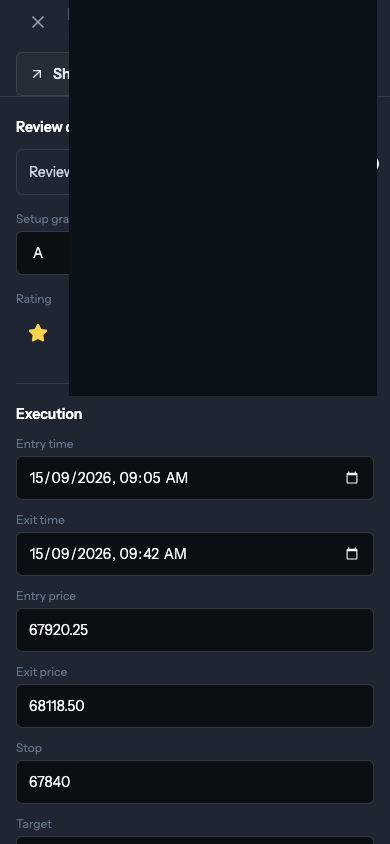 Sh
Review
Review
Setup gra
A
Rating
Execution
Entry time
15/09/2026, 09:05 AM
Exit time
15/09/2026, 09:42 AM
Entry price
67920.25
Exit price
68118.50
Stop
67840
Target